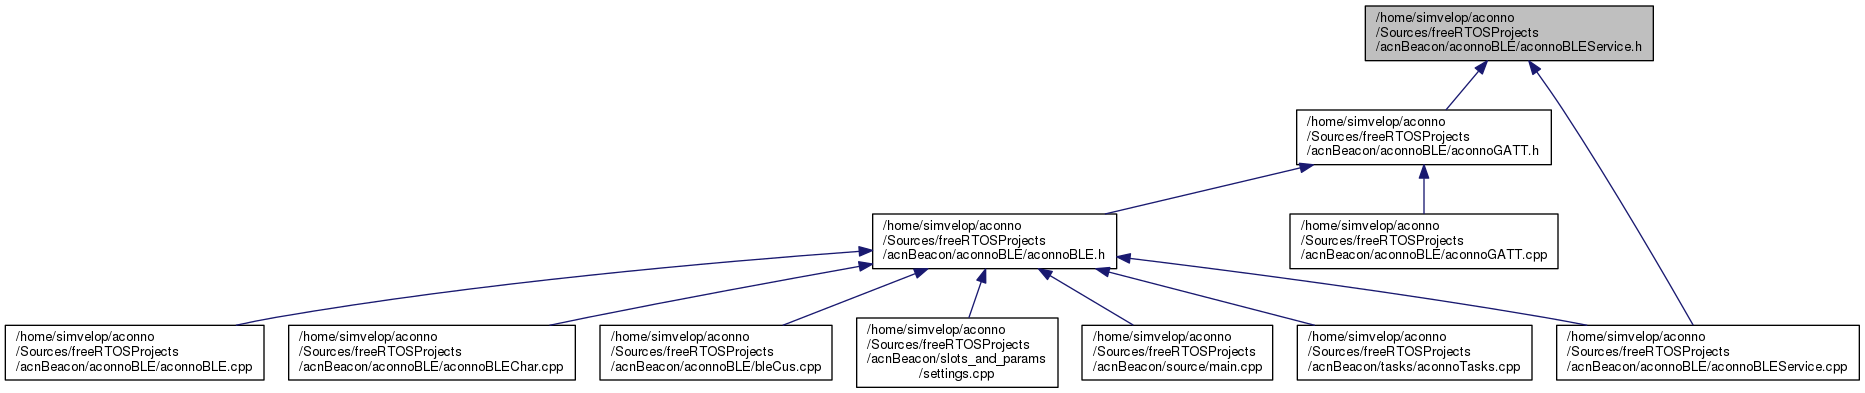 /home/simvelop/aconno
/Sources/freeRTOSProjects
/acnBeacon/aconnoBLE/aconnoBLEService.h
/home/simvelop/aconno
/Sources/freeRTOSProjects
/acnBeacon/aconnoBLE/aconnoGATT.h
/home/simvelop/aconno
/Sources/freeRTOSProjects
/acnBeacon/aconnoBLE/aconnoBLE.h
/home/simvelop/aconno
/Sources/freeRTOSProjects
/acnBeacon/aconnoBLE/aconnoGATT.cpp
/home/simvelop/aconno
/Sources/freeRTOSProjects
/acnBeacon/aconnoBLE/aconnoBLE.cpp
/home/simvelop/aconno
/Sources/freeRTOSProjects
/acnBeacon/aconnoBLE/aconnoBLEChar.cpp
/home/simvelop/aconno
/Sources/freeRTOSProjects
/acnBeacon/aconnoBLE/bleCus.cpp
/home/simvelop/aconno
/Sources/freeRTOSProjects
/acnBeacon/slots_and_params
/settings.cpp
/home/simvelop/aconno
/Sources/freeRTOSProjects
/acnBeacon/source/main.cpp
/home/simvelop/aconno
/Sources/freeRTOSProjects
/acnBeacon/tasks/aconnoTasks.cpp
/home/simvelop/aconno
/Sources/freeRTOSProjects
/acnBeacon/aconnoBLE/aconnoBLEService.cpp